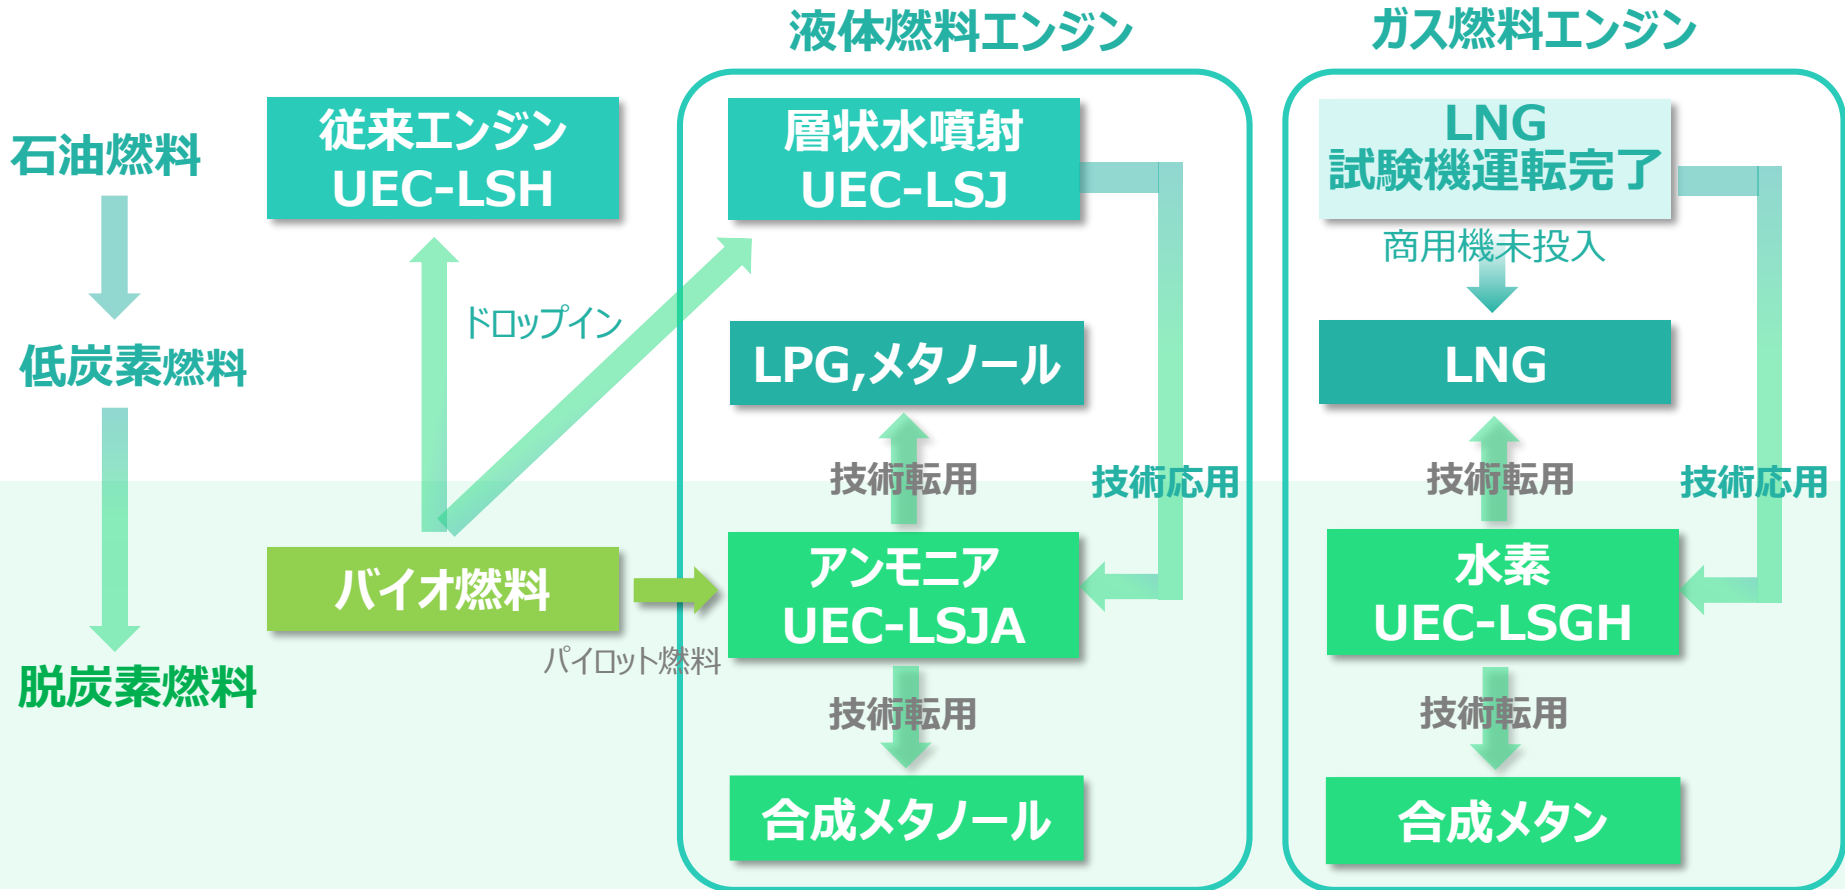 液体燃料エンジン
ガス燃料エンジン
石油燃料
従来エンジン
UEC-LSH
層状水噴射
UEC-LSJ
LNG
試験機運転完了
商用機未投入
ドロップイン
低炭素燃料
LPG,メタノール
LNG
技術転用
技術応用
技術転用
技術応用
バイオ燃料
アンモニア
UEC-LSJA
水素
UEC-LSGH
パイロット燃料
脱炭素燃料
技術転用
技術転用
合成メタノール
合成メタン